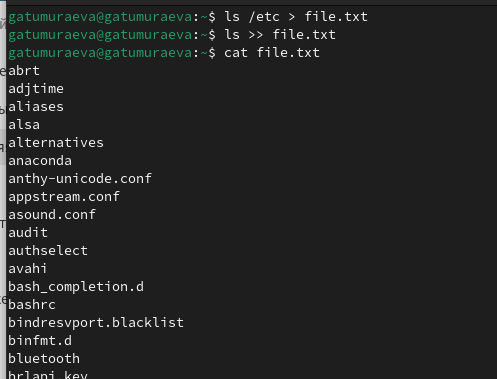 gatumuraeva@gatumuraeva:~$ ls /etc > file.txt
gatumuraeva@gatumuraeva:~$ ls >> file.txt
gatumuraeva@gatumuraeva:~$ cat file.txt
abrt
adjtime
aliases
alsa
alternatives
anaconda
anthy-unicode.conf
appstream.conf
asound.conf
audit
authselect
avahi
bash_completion.d
bashrc
bindresvport.blacklist
binfmt.d
bluetooth
brlapi.key